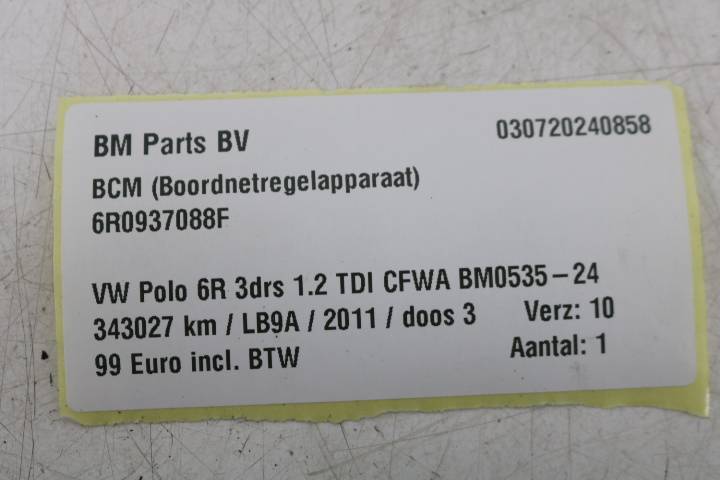 BM Parts BV 030720240858
BCM (Boordnetregelapparaat)
6R0937088F
VW Polo 6R 3drs 1.2 TDI CFWA BM0535-24
343027 km / LB9A / 2011 / doos 3 Verz: 10
99 Euro incl. BTW Aantal: 1